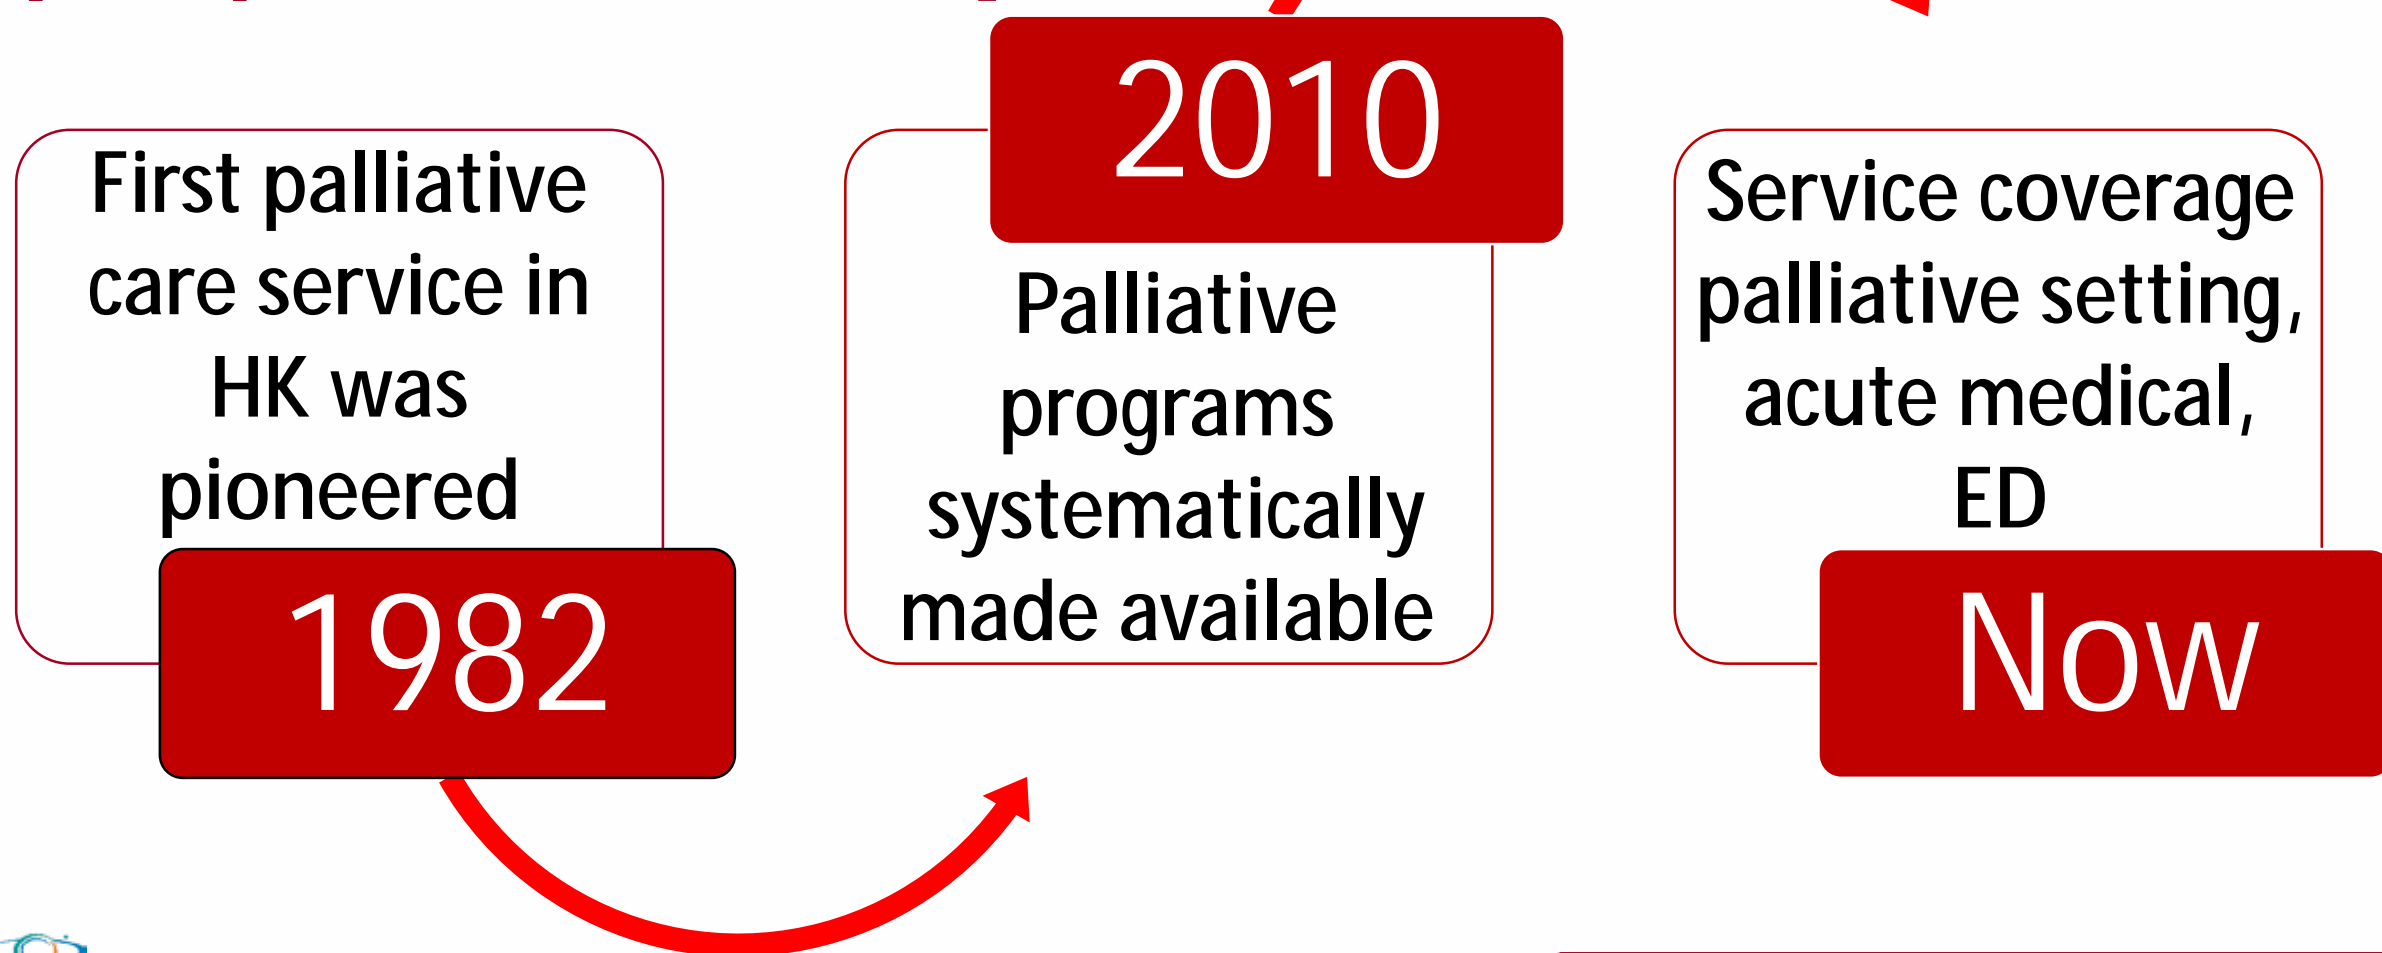 First palliative
care service in
HK was
pioneered
1982
2010
Palliative
programs
systematically
made available
Service coverage
palliative setting,
acute medical,
ED
Now